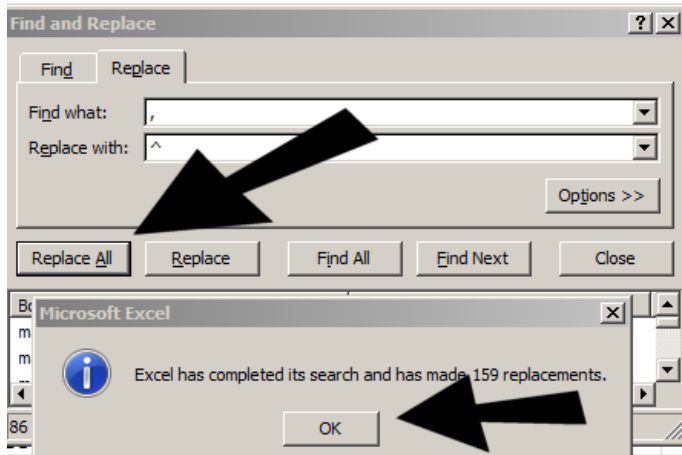 Find and Replace
Find Replace
Find what: ,
Replace with: ^
Options >>
Replace All Replace Find All Find Next Close
Microsoft Excel
Excel has completed its search and has made 159 replacements.
OK
86